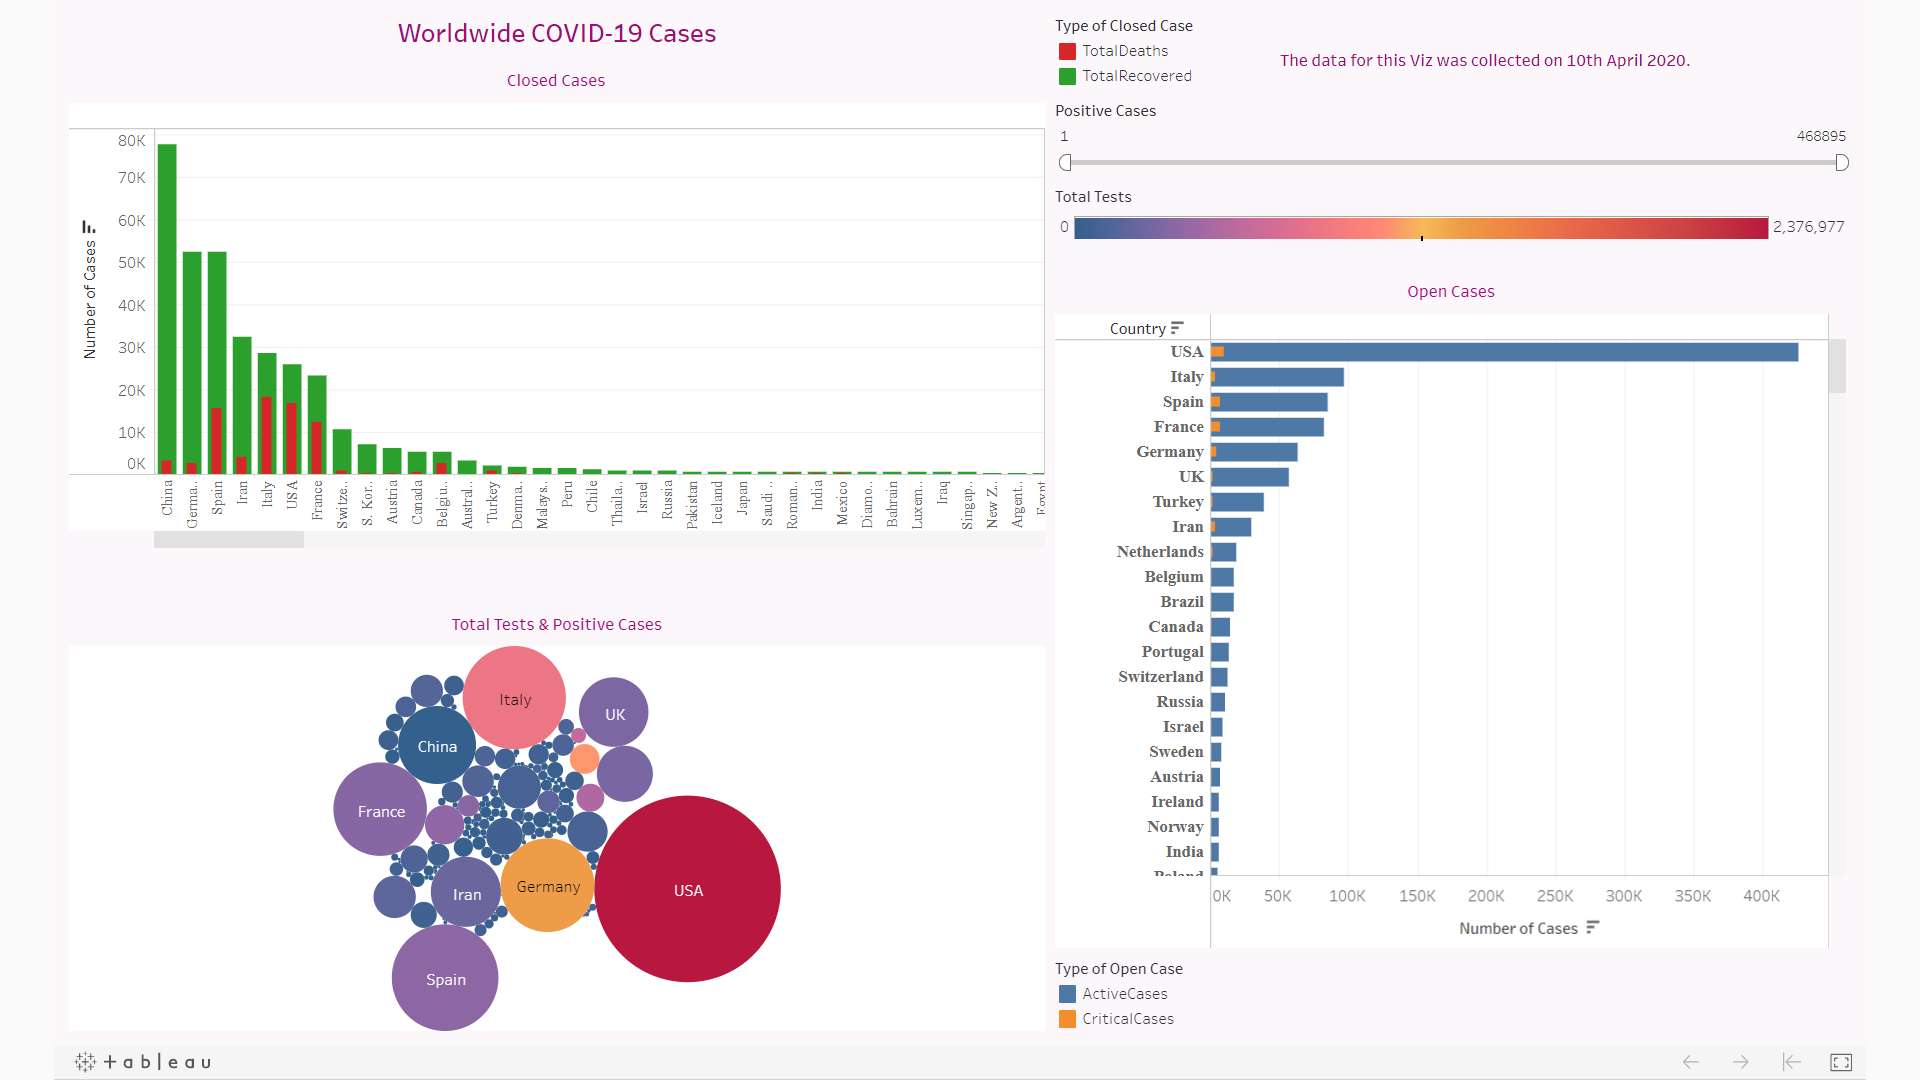 Worldwide COVID-19 Cases
Closed Cases
80K
70K
60K
50K
40K
30K
20K
10K
0K
Number of Cases
China
Germa..
Spain
Iran
Italy
USA
France
Switze..
S. Kor..
Austria
Canada
Belgiu..
Austral..
Turkey
Denma..
Malays..
Peru
Chile
Thaila..
Israel
Russia
Pakistan
Iceland
Japan
Saudi ..
Roman..
India
Mexico
Diamo..
Bahrain
Luxem..
Iraq
Singap..
New Z..
Argent..
Egypt
Total Tests & Positive Cases
Italy
UK
China
France
Iran
Germany
USA
Spain
Type of Closed Case
TotalDeaths
TotalRecovered
The data for this Viz was collected on 10th April 2020.
Positive Cases
1
468895
Total Tests
0
2,376,977
Open Cases
Country
USA
Italy
Spain
France
Germany
UK
Turkey
Iran
Netherlands
Belgium
Brazil
Canada
Portugal
Switzerland
Russia
Israel
Sweden
Austria
Ireland
Norway
India
Poland
0K 50K 100K 150K 200K 250K 300K 350K 400K
Number of Cases
Type of Open Case
ActiveCases
CriticalCases
+ a b l e a u